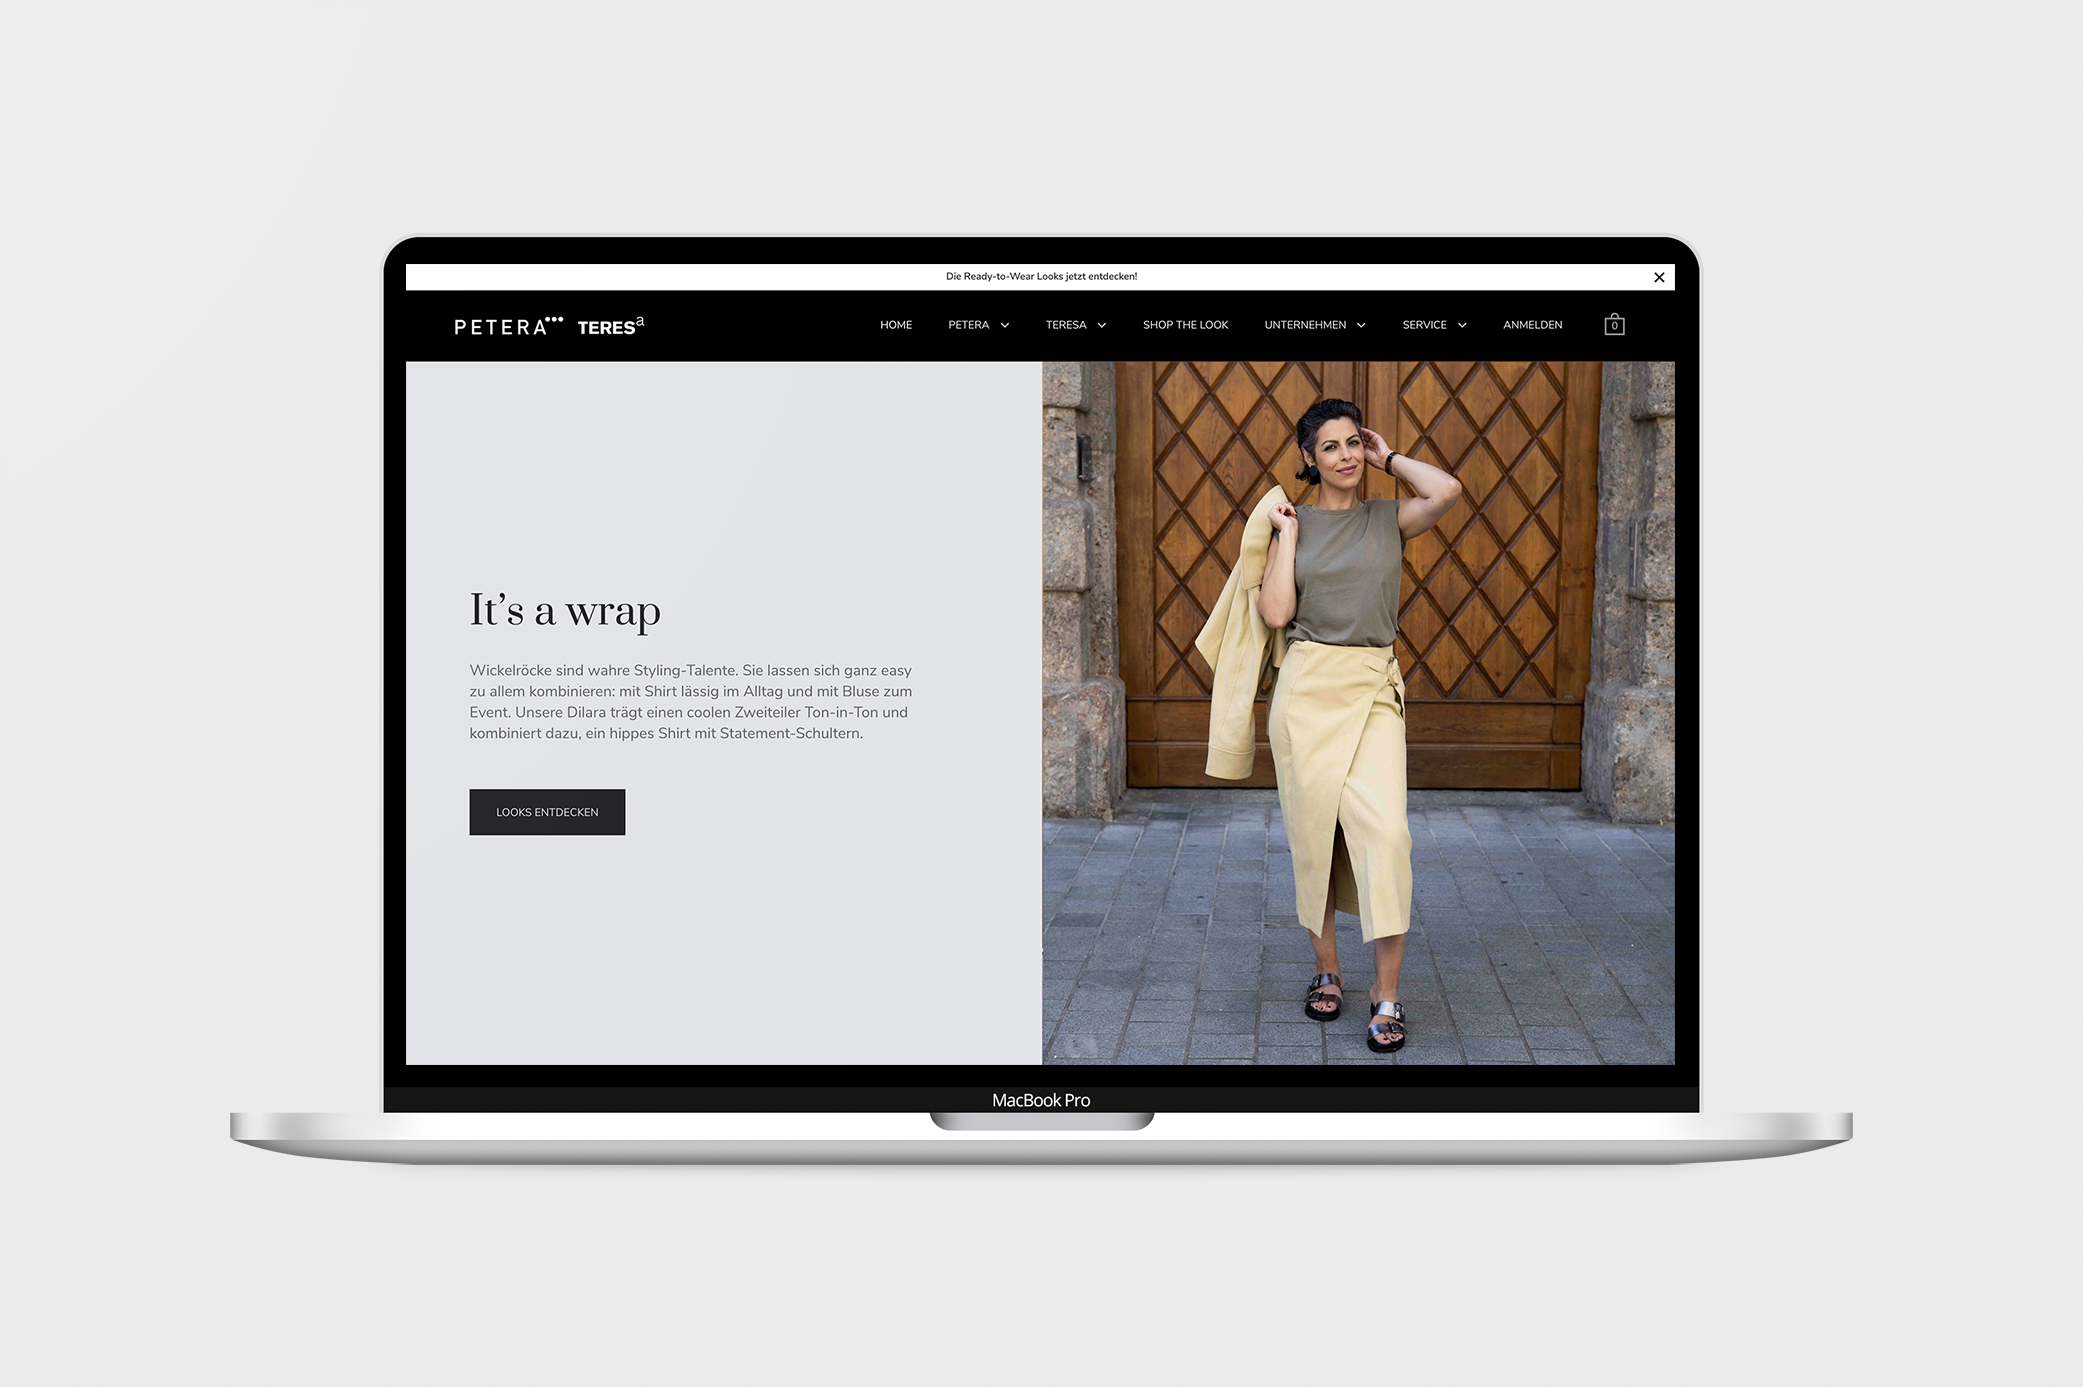 Die Ready-to-Wear Looks jetzt entdecken!
PETERA••• TERESa
HOME PETERA TERESA SHOP THE LOOK UNTERNEHMEN SERVICE ANMELDEN 0
It’s a wrap
Wickelröcke sind wahre Styling-Talente. Sie lassen sich ganz easy
zu allem kombinieren: mit Shirt lässig im Alltag und mit Bluse zum
Event. Unsere Dilara trägt einen coolen Zweiteiler Ton-in-Ton und
kombiniert dazu, ein hippes Shirt mit Statement-Schultern.
LOOKS ENTDECKEN
MacBook Pro